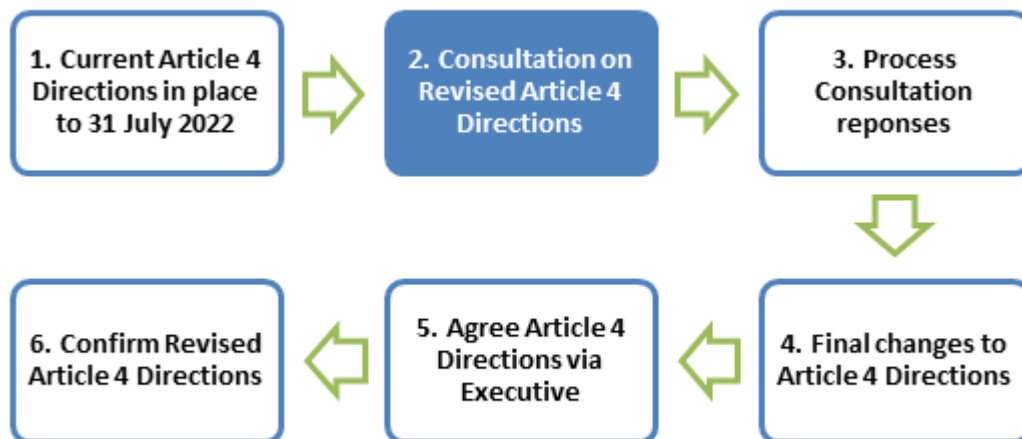 1. Current Article 4
Directions in place
to 31 July 2022
2. Consultation on
Revised Article 4
Directions
3. Process
Consultation
reponses
4. Final changes to
Article 4 Directions
5. Agree Article 4
Directions via
Executive
6. Confirm Revised
Article 4 Directions